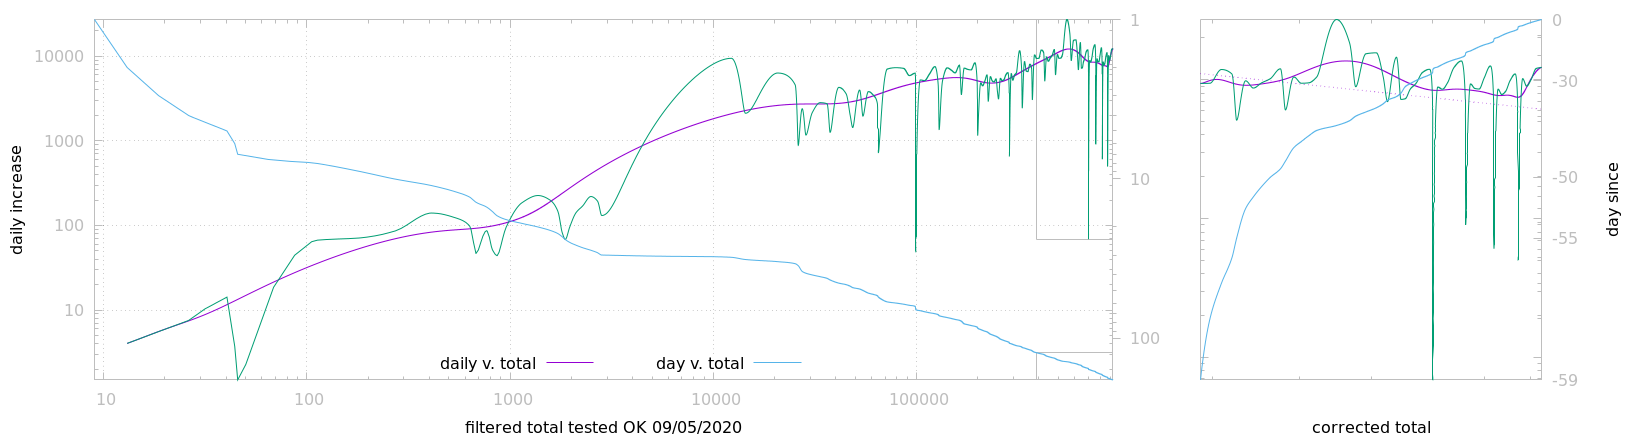 daily increase
10000
1000
100
10
10
100
1000
10000
100000
1
10
100
daily v. total
day v. total
filtered total tested OK 09/05/2020
0
-30
-50
-55
-59
day since
corrected total